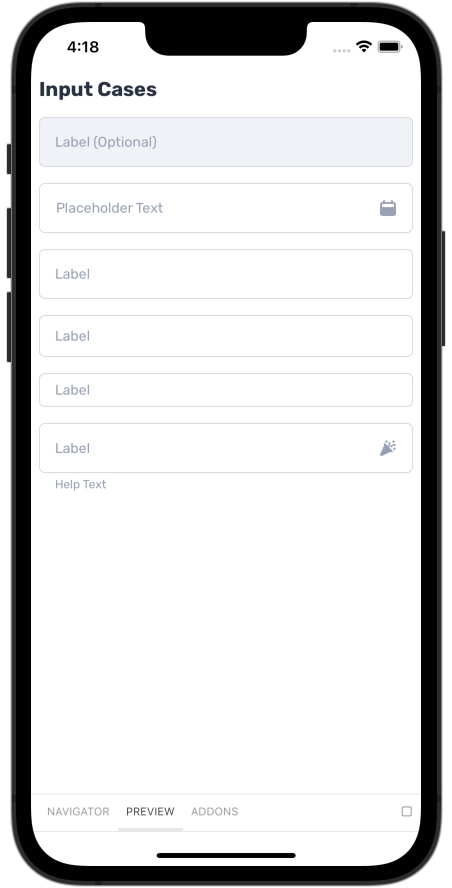 4:18
Input Cases
Label (Optional)
Placeholder Text
Label
Label
Label
Label
Help Text
NAVIGATOR PREVIEW ADDONS